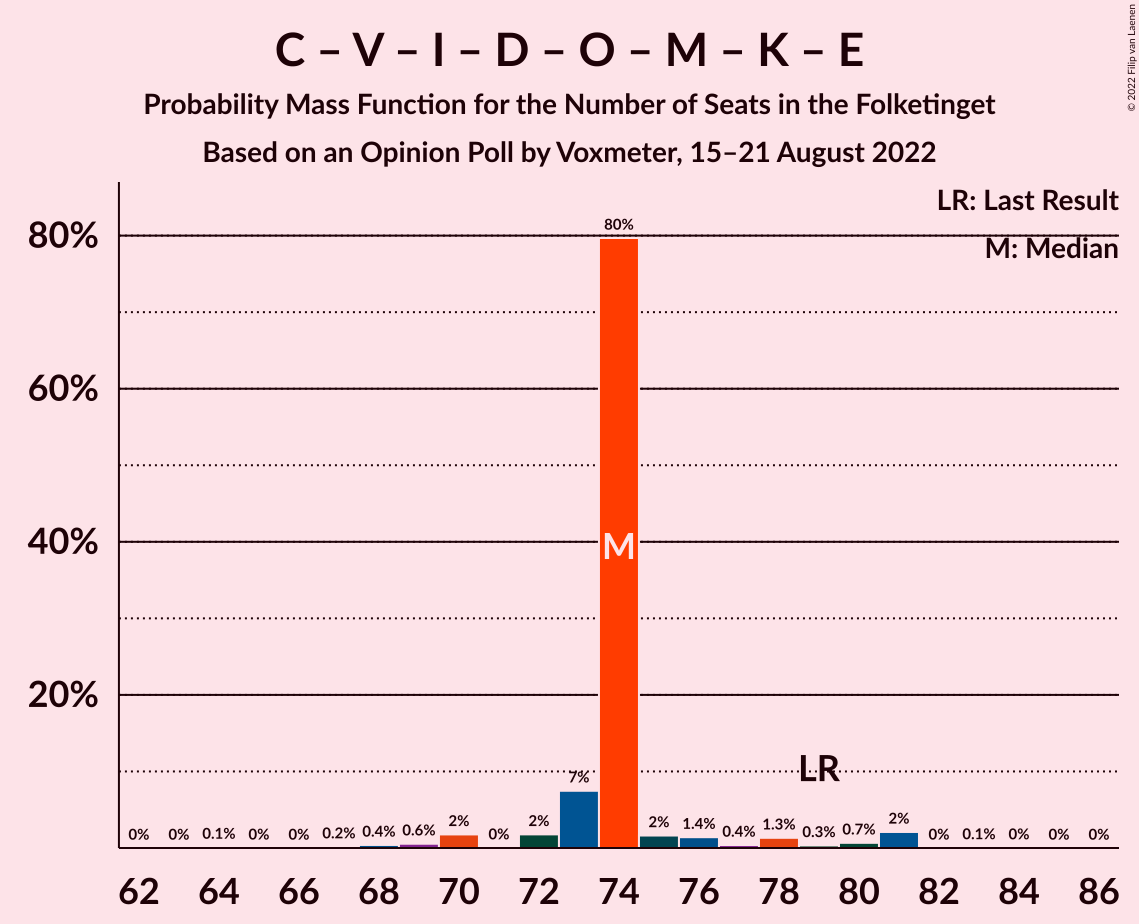 C – V – I – D – O – M – K – E
Probability Mass Function for the Number of Seats in the Folketinget
Based on an Opinion Poll by Voxmeter, 15–21 August 2022
© 2022 Filip van Laenen
LR: Last Result
M: Median
80%
60%
40%
20%
0% 0% 0.1% 0% 0% 0.2% 0.4% 0.6% 2% 0% 2% 7% 80% 2% 1.4% 0.4% 1.3% 0.3% 0.7% 2% 0% 0.1% 0% 0% 0%
M
LR
62 64 66 68 70 72 74 76 78 80 82 84 86